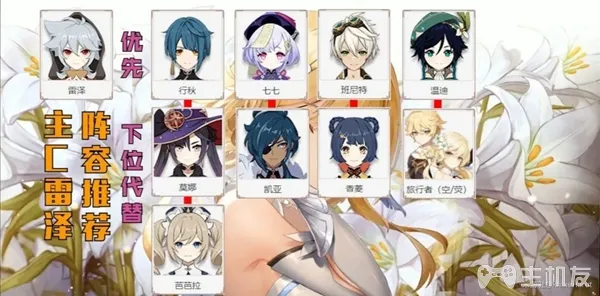 优先
雷泽
行秋
七七
班尼特
温迪
主C雷泽
阵容推荐
下位代替
莫娜
凯亚
香菱
旅行者（空/荧）
芭芭拉
主机友